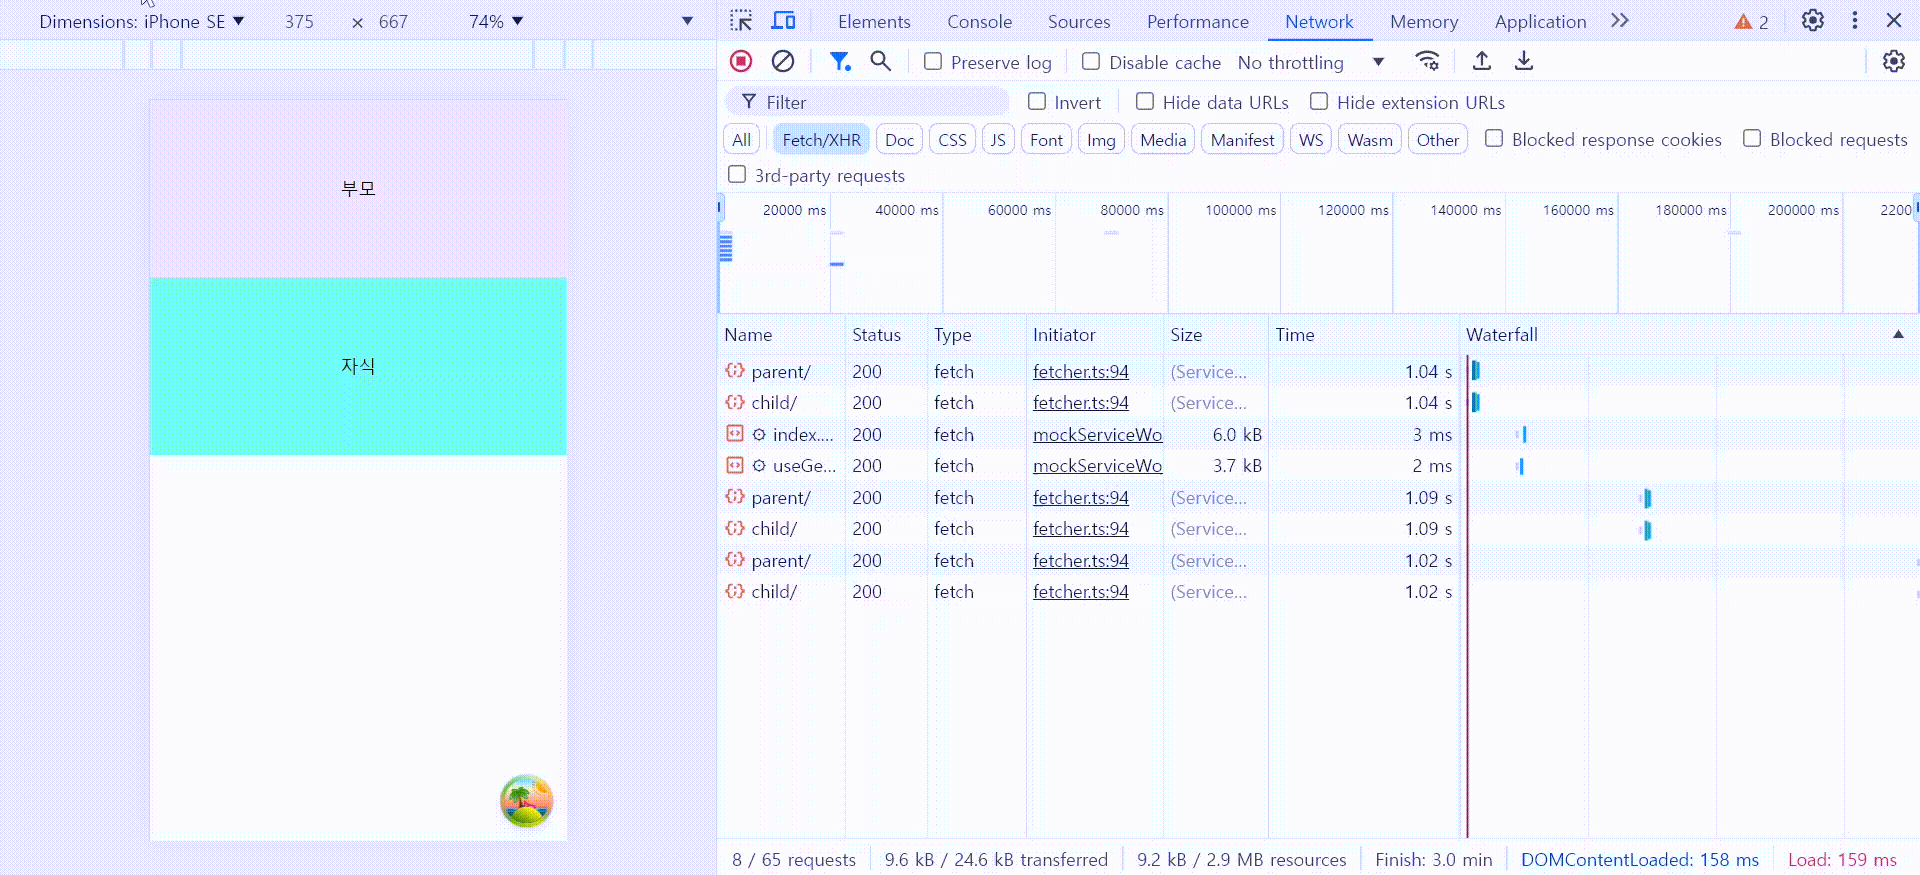 Dimensions: iPhone SE ▼ 375 × 667 74% ▼ ▼
부모
자식
Elements Console Sources Performance Network Memory Application 2
Preserve log Disable cache No throttling ▼
Filter Invert Hide data URLs Hide extension URLs
All Fetch/XHR Doc CSS JS Font Img Media Manifest WS Wasm Other Blocked response cookies Blocked requests
3rd-party requests
20000 ms 40000 ms 60000 ms 80000 ms 100000 ms 120000 ms 140000 ms 160000 ms 180000 ms 200000 ms 2200
Name Status Type Initiator Size Time Waterfall ▲
parent/ 200 fetch fetcher.ts:94 (Service... 1.04 s
child/ 200 fetch fetcher.ts:94 (Service... 1.04 s
index.... 200 fetch mockServiceWo 6.0 kB 3 ms
useGe... 200 fetch mockServiceWo 3.7 kB 2 ms
parent/ 200 fetch fetcher.ts:94 (Service... 1.09 s
child/ 200 fetch fetcher.ts:94 (Service... 1.09 s
parent/ 200 fetch fetcher.ts:94 (Service... 1.02 s
child/ 200 fetch fetcher.ts:94 (Service... 1.02 s
8 / 65 requests 9.6 kB / 24.6 kB transferred 9.2 kB / 2.9 MB resources Finish: 3.0 min DOMContentLoaded: 158 ms Load: 159 ms